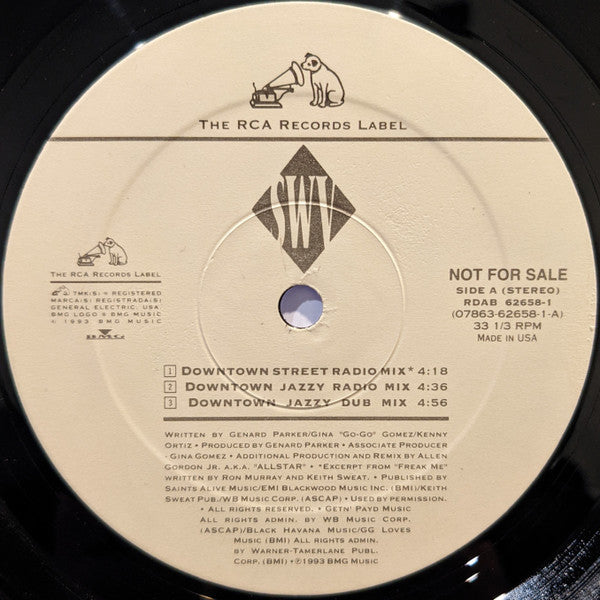 THE RCA RECORDS LABEL
SWV
THE RCA RECORDS LABEL
TMK(S) ® REGISTERED
MARCA(S) REGISTRADA(S)
GENERAL ELECTRIC, USA.
BMG LOGO ® BMG MUSIC
© 1993 BMG MUSIC
BMG
NOT FOR SALE
SIDE A (STEREO)
RDAB 62658-1
(07863-62658-1-A)
33 1/3 RPM
MADE IN USA
1 DOWNTOWN STREET RADIO MIX* 4:18
2 DOWNTOWN JAZZY RADIO MIX 4:36
3 DOWNTOWN JAZZY DUB MIX 4:56
WRITTEN BY GENARD PARKER/GINA "GO-GO" GOMEZ/KENNY
ORTIZ • PRODUCED BY GENARD PARKER • ASSOCIATE PRODUCER
- GINA GOMEZ • ADDITIONAL PRODUCTION AND REMIX BY ALLEN
GORDON JR. A.K.A. "ALLSTAR" • *EXCERPT FROM "FREAK ME"
WRITTEN BY RON MURRAY AND KEITH SWEAT. • PUBLISHED BY
SAINTS ALIVE MUSIC/EMI BLACKWOOD MUSIC INC. (BMI)/KEITH
SWEAT PUB./WB MUSIC CORP. (ASCAP) • USED BY PERMISSION.
• ALL RIGHTS RESERVED. • GETN' PAYD MUSIC
ALL RIGHTS ADMIN. BY WB MUSIC CORP.
(ASCAP)/BLACK HAVANA MUSIC/GG LOVES
MUSIC (BMI) ALL RIGHTS ADMIN.
BY WARNER-TAMERLANE PUBL.
CORP. (BMI) • ℗1993 BMG MUSIC